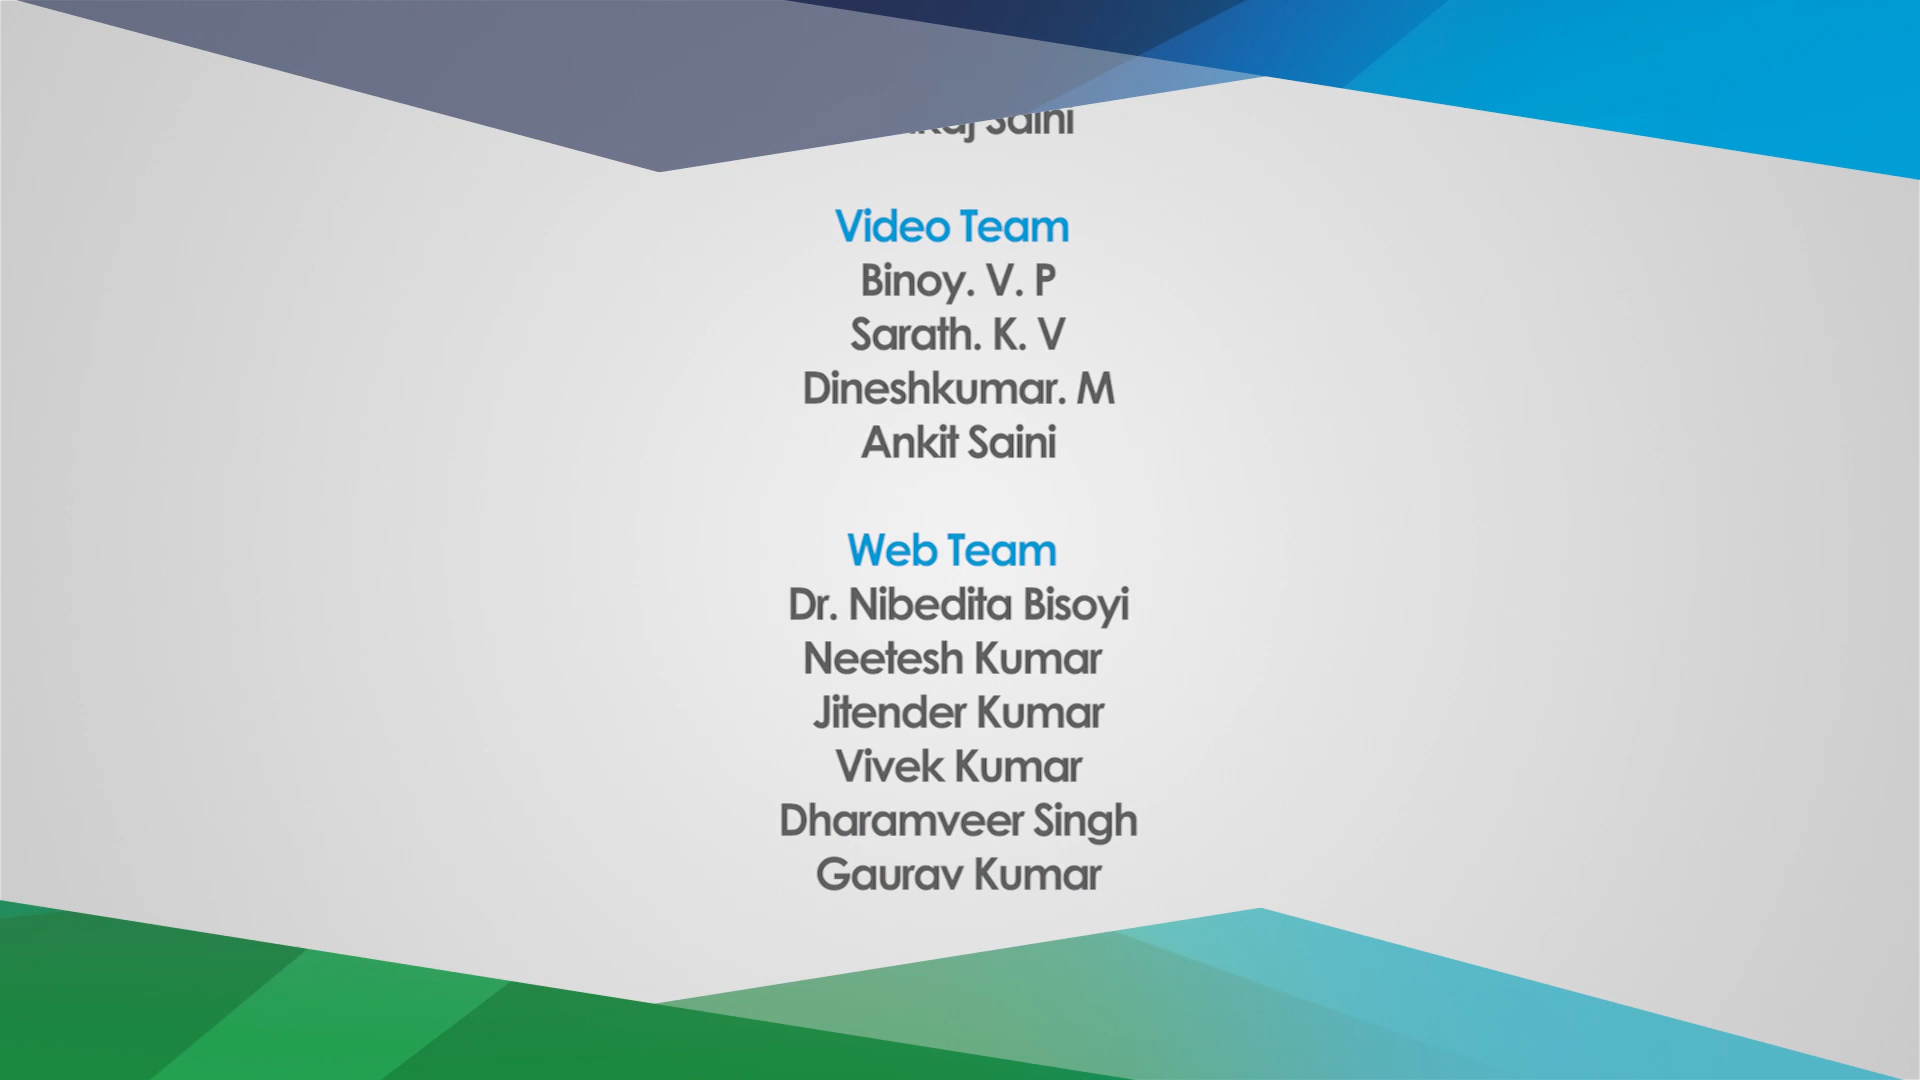 Saini
Video Team
Binoy. V. P
Sarath. K. V
Dineshkumar. M
Ankit Saini
Web Team
Dr. Nibedita Bisoyi
Neetesh Kumar
Jitender Kumar
Vivek Kumar
Dharamveer Singh
Gaurav Kumar